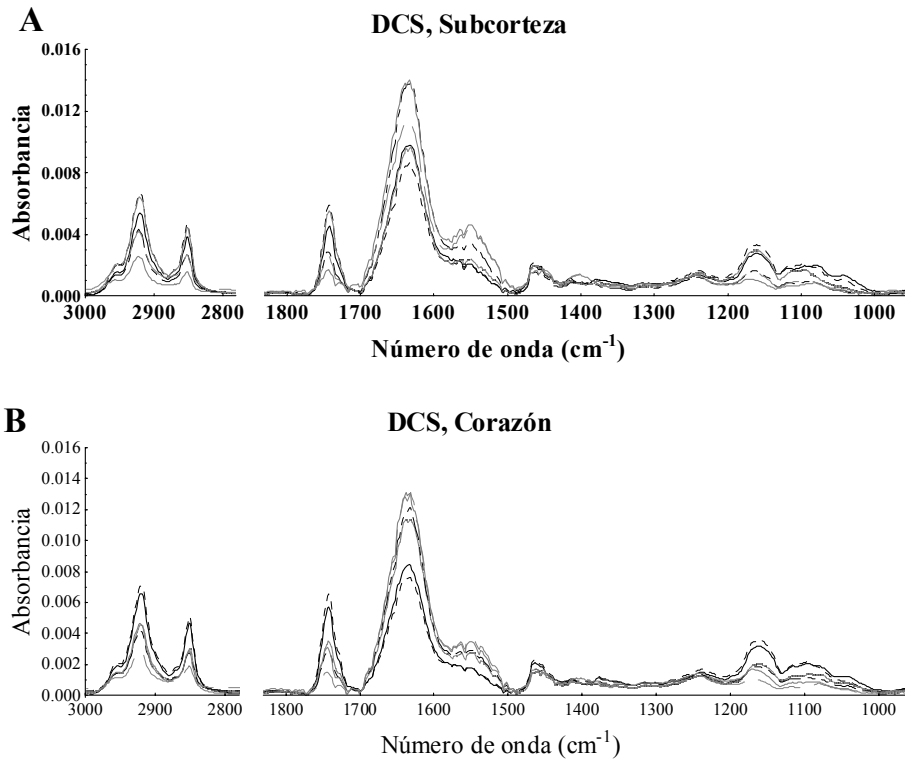 A
DCS, Subcorteza
Absorbancia
0.016
0.012
0.008
0.004
0.000
3000 2900 2800 1800 1700 1600 1500 1400 1300 1200 1100 1000
Número de onda (cm-1)
B
DCS, Corazón
Absorbancia
0.016
0.014
0.012
0.010
0.008
0.006
0.004
0.002
0.000
3000 2900 2800 1800 1700 1600 1500 1400 1300 1200 1100 1000
Número de onda (cm-1)